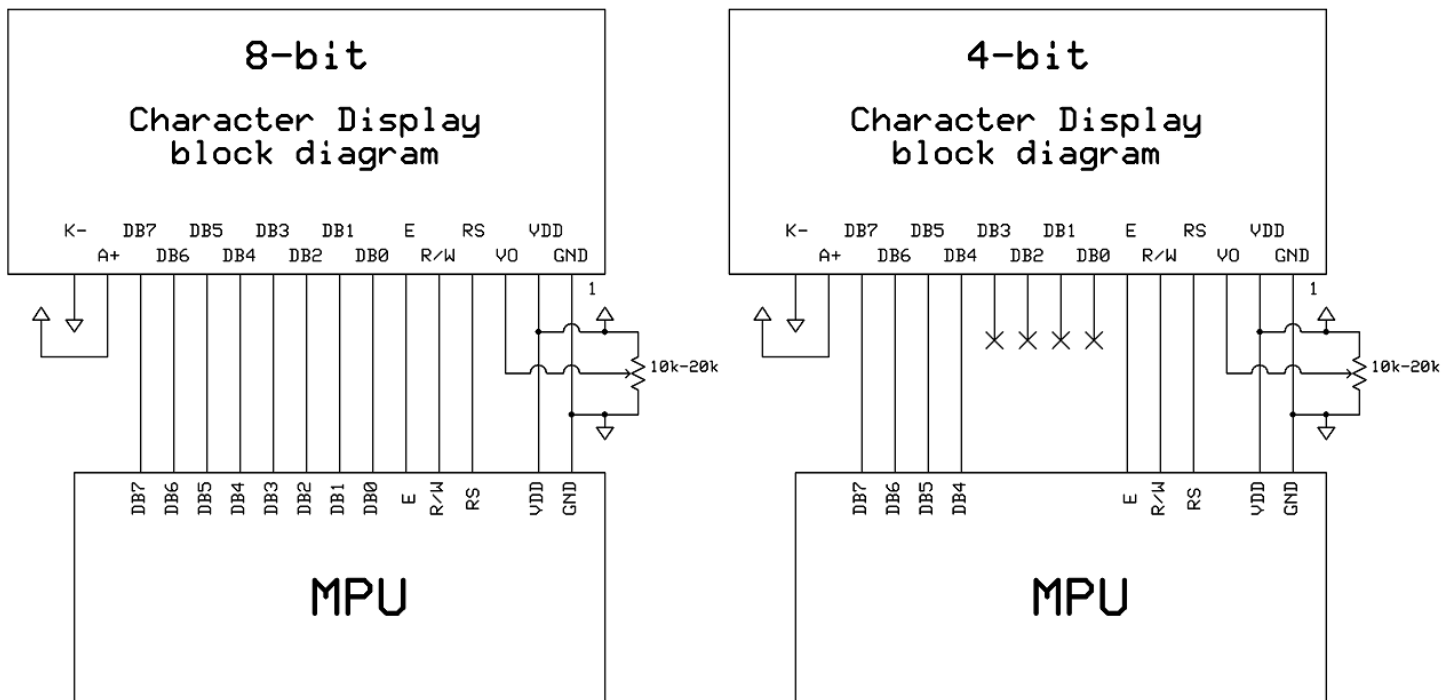 8-bit
Character Display
block diagram
K- DB7 DB5 DB3 DB1 E RS VDD
A+ DB6 DB4 DB2 DB0 R/W VO GND
1
10k-20k
DB7 DB6 DB5 DB4 DB3 DB2 DB1 DB0 E R/W RS VDD GND
MPU
4-bit
Character Display
block diagram
K- DB7 DB5 DB3 DB1 E RS VDD
A+ DB6 DB4 DB2 DB0 R/W VO GND
1
10k-20k
DB7 DB6 DB5 DB4 E R/W RS VDD GND
MPU